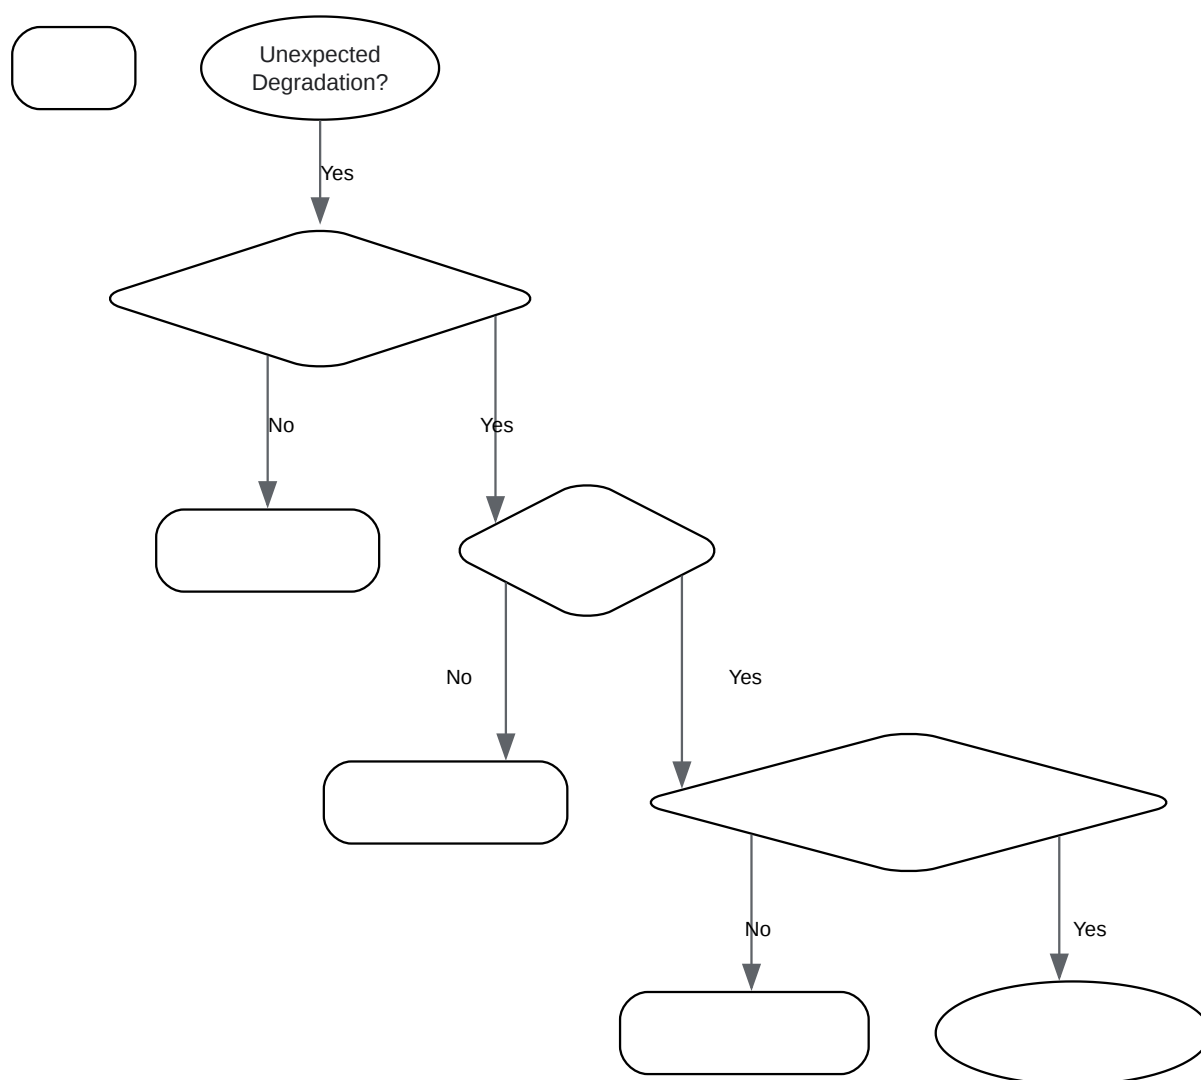 Unexpected
Degradation?
Yes
No
Yes
No
Yes
No
Yes